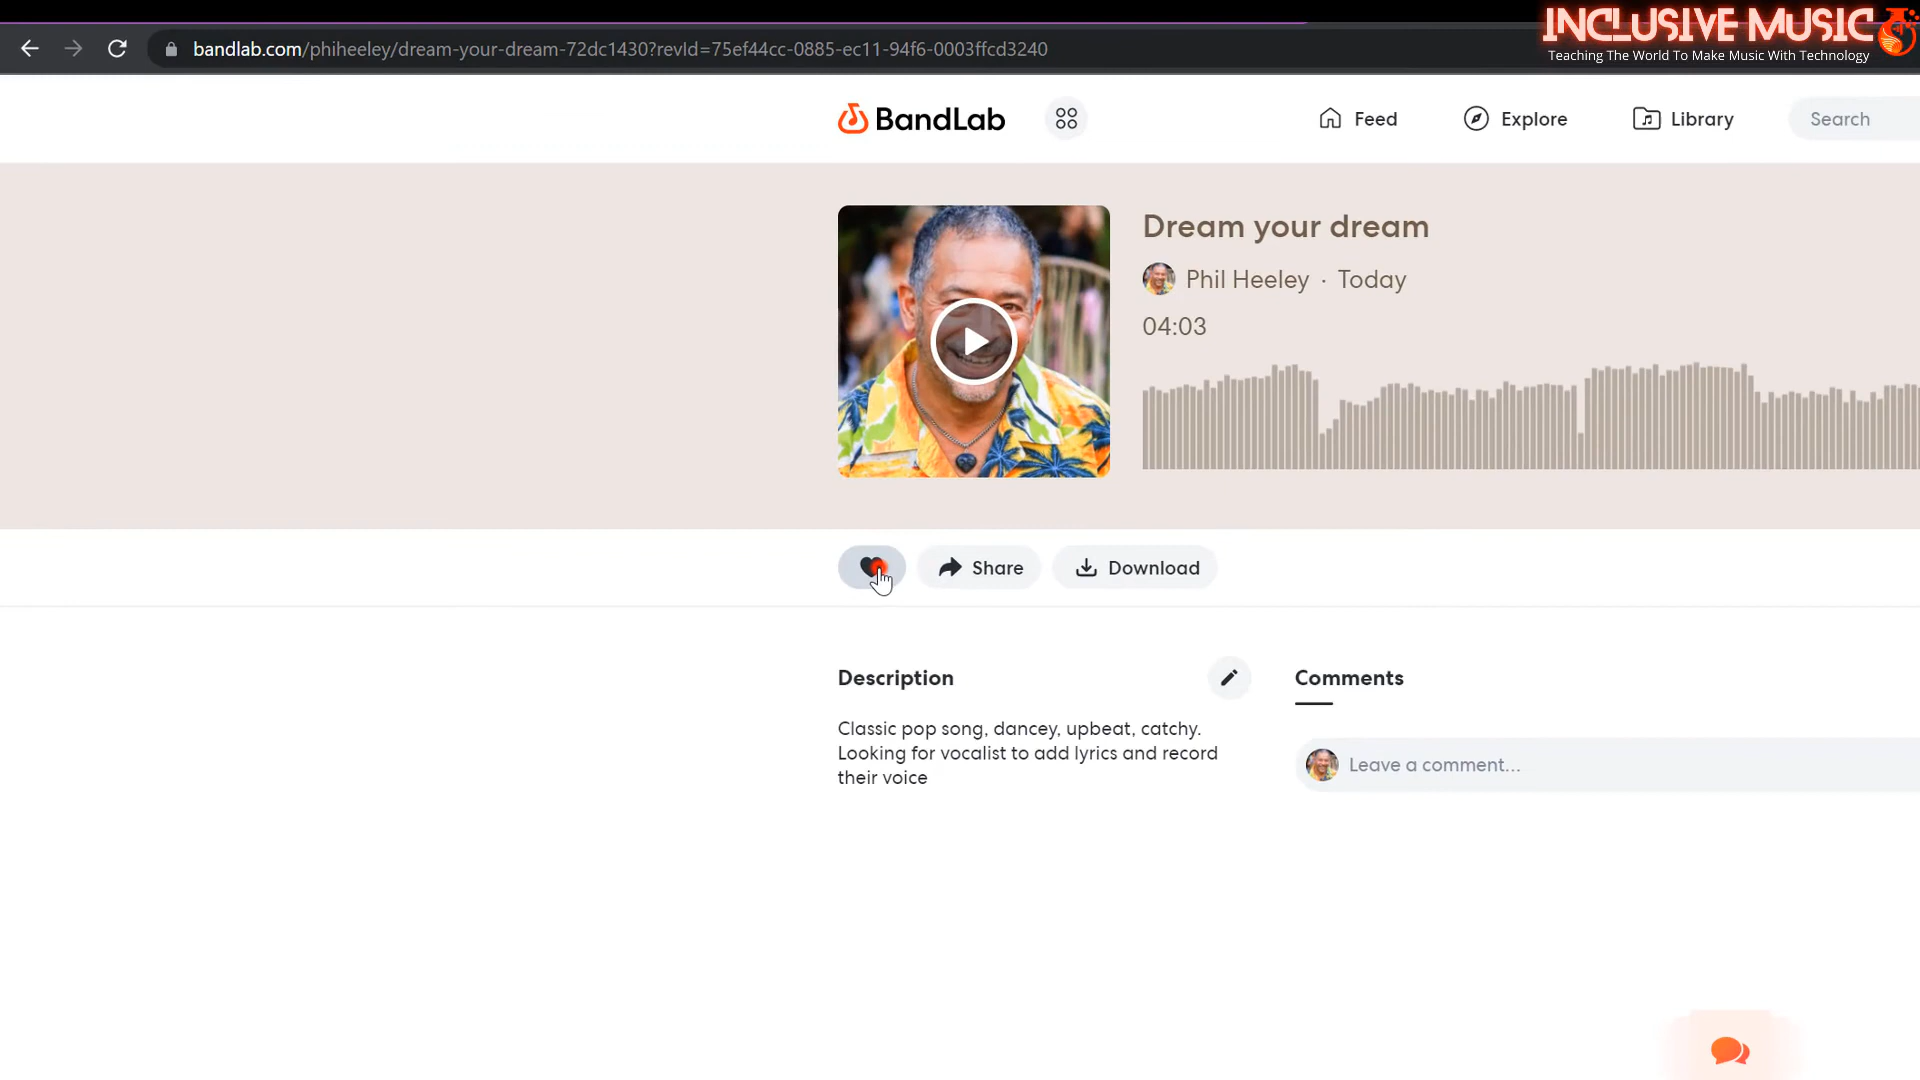 INCLUSIVE MUSIC
Teaching The World To Make Music With Technology
bandlab.com/phiheeley/dream-your-dream-72dc1430?revId=75ef44cc-0885-ec11-94f6-0003ffcd3240
BandLab
Feed
Explore
Library
Search
Dream your dream
Phil Heeley · Today
04:03
Share
Download
Description
Classic pop song, dancey, upbeat, catchy.
Looking for vocalist to add lyrics and record
their voice
Comments
Leave a comment...